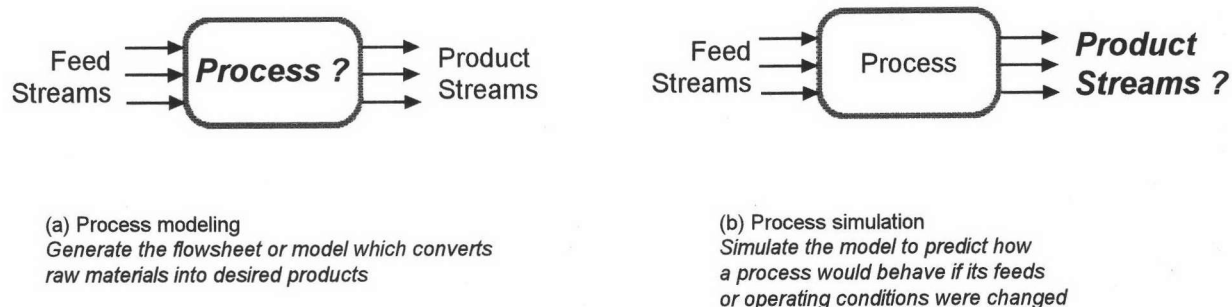 Feed
Streams
Process ?
Product
Streams
Feed
Streams
Process
Product
Streams ?
(a) Process modeling
Generate the flowsheet or model which converts
raw materials into desired products
(b) Process simulation
Simulate the model to predict how
a process would behave if its feeds
or operating conditions were changed